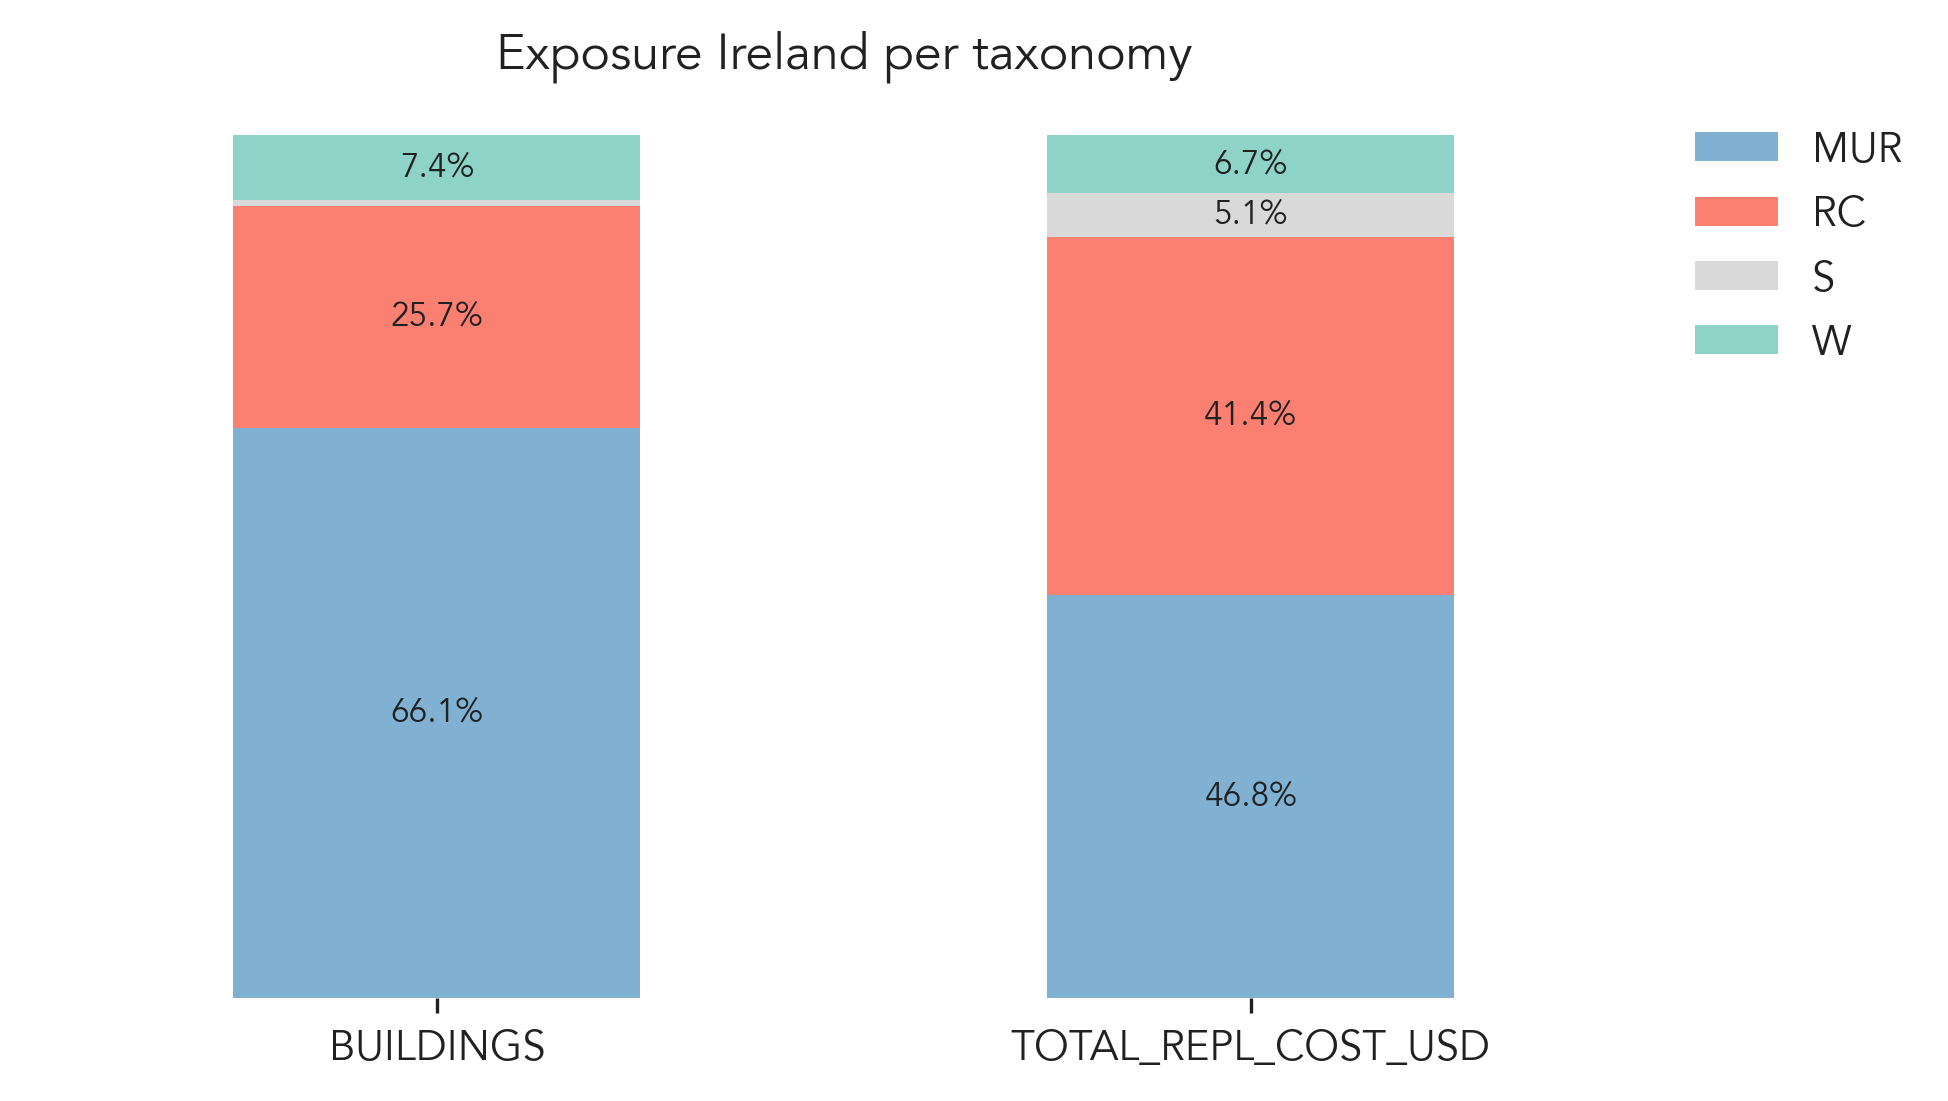 Exposure Ireland per taxonomy
7.4%
25.7%
66.1%
BUILDINGS
6.7%
5.1%
41.4%
46.8%
TOTAL_REPL_COST_USD
MUR
RC
S
W